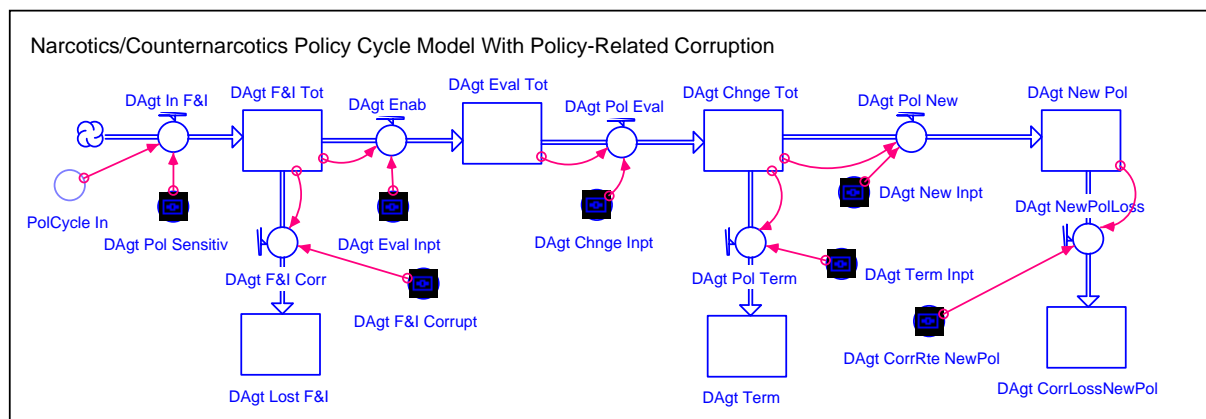 Narcotics/Counternarcotics Policy Cycle Model With Policy-Related Corruption
DAgt In F&I
DAgt F&I Tot
DAgt Enab
DAgt Eval Tot
DAgt Pol Eval
DAgt Chnge Tot
DAgt Pol New
DAgt New Pol
PolCycle In
DAgt Pol Sensitiv
DAgt Eval Inpt
DAgt Chnge Inpt
DAgt New Inpt
DAgt NewPolLoss
DAgt F&I Corr
DAgt Pol Term
DAgt Term Inpt
DAgt F&I Corrupt
DAgt CorrRte NewPol
DAgt Lost F&I
DAgt Term
DAgt CorrLossNewPol